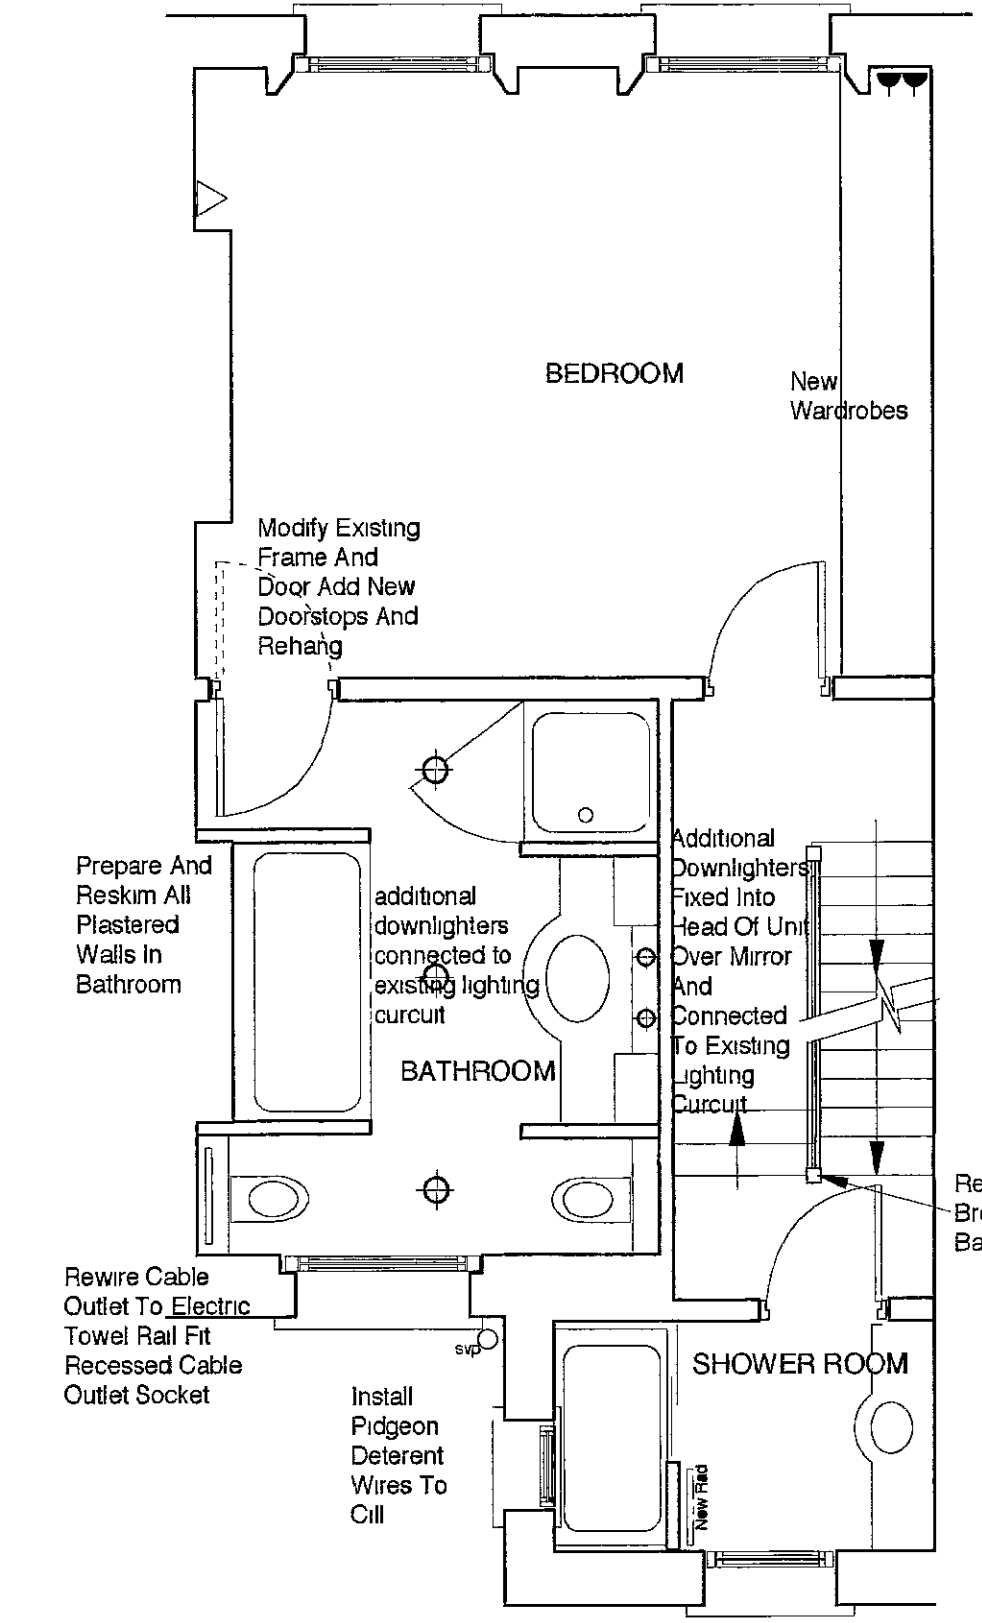 BEDROOM
New
Wardrobes
Modify Existing
Frame And
Door Add New
Doorstops And
Rehang
Prepare And
Reskim All
Plastered
Walls In
Bathroom
additional
downlighters
connected to
existing lighting
curcuit
BATHROOM
Additional
Downlighters
Fixed Into
Head Of Unit
Over Mirror
And
Connected
To Existing
Lighting
Curcuit
Re
Bre
Ba
Rewire Cable
Outlet To Electric
Towel Rail Fit
Recessed Cable
Outlet Socket
svp
Install
Pidgeon
Deterent
Wires To
Cill
SHOWER ROOM
New Rad